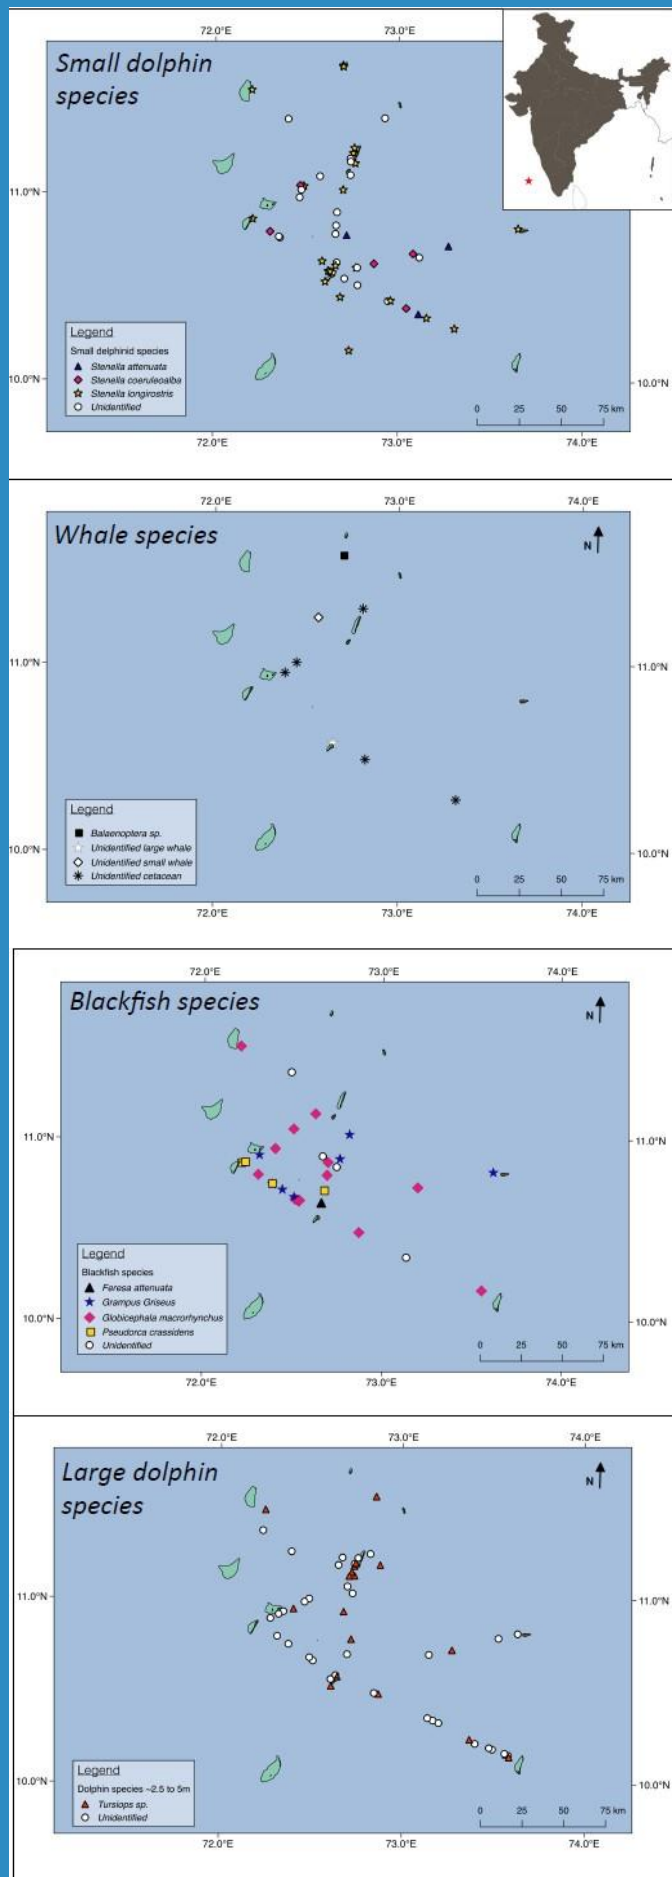 72.0°E
73.0°E
Small dolphin
species
11.0°N
10.0°N
10.0°N
Legend
Small delphinid species
Stenella attenuata
Stenella coeruleoalba
Stenella longirostris
Unidentified
0 25 50 75 km
72.0°E
73.0°E
74.0°E
72.0°E
73.0°E
74.0°E
Whale species
N
11.0°N
11.0°N
10.0°N
10.0°N
Legend
Balaenoptera sp.
Unidentified large whale
Unidentified small whale
Unidentified cetacean
0 25 50 75 km
72.0°E
73.0°E
74.0°E
72.0°E
73.0°E
74.0°E
Blackfish species
N
11.0°N
11.0°N
10.0°N
10.0°N
Legend
Blackfish species
Feresa attenuata
Grampus Griseus
Globicephala macrorhynchus
Pseudorca crassidens
Unidentified
0 25 50 75 km
72.0°E
73.0°E
74.0°E
72.0°E
73.0°E
74.0°E
Large dolphin
species
N
11.0°N
11.0°N
10.0°N
10.0°N
Legend
Dolphin species ~2.5 to 5m
Tursiops sp.
Unidentified
0 25 50 75 km
72.0°E
73.0°E
74.0°E